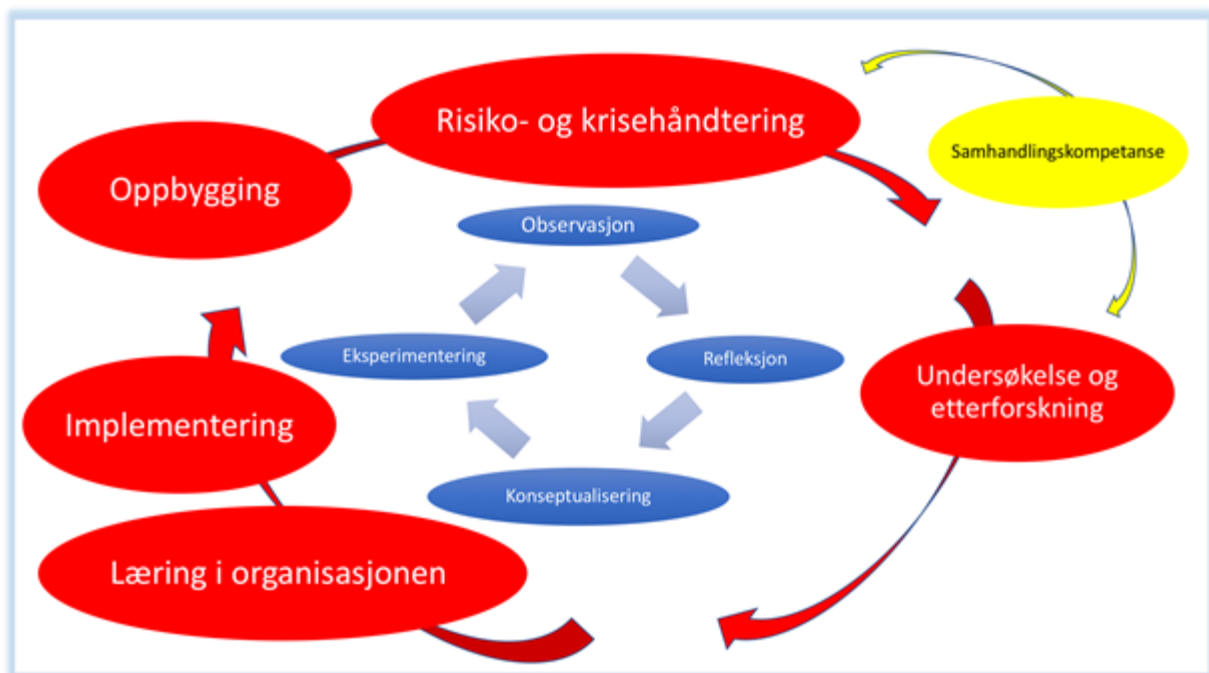 Risiko- og krisehåndtering
Samhandlingskompetanse
Oppbygging
Observasjon
Eksperimentering
Refleksjon
Undersøkelse og
etterforskning
Implementering
Konseptualisering
Læring i organisasjonen